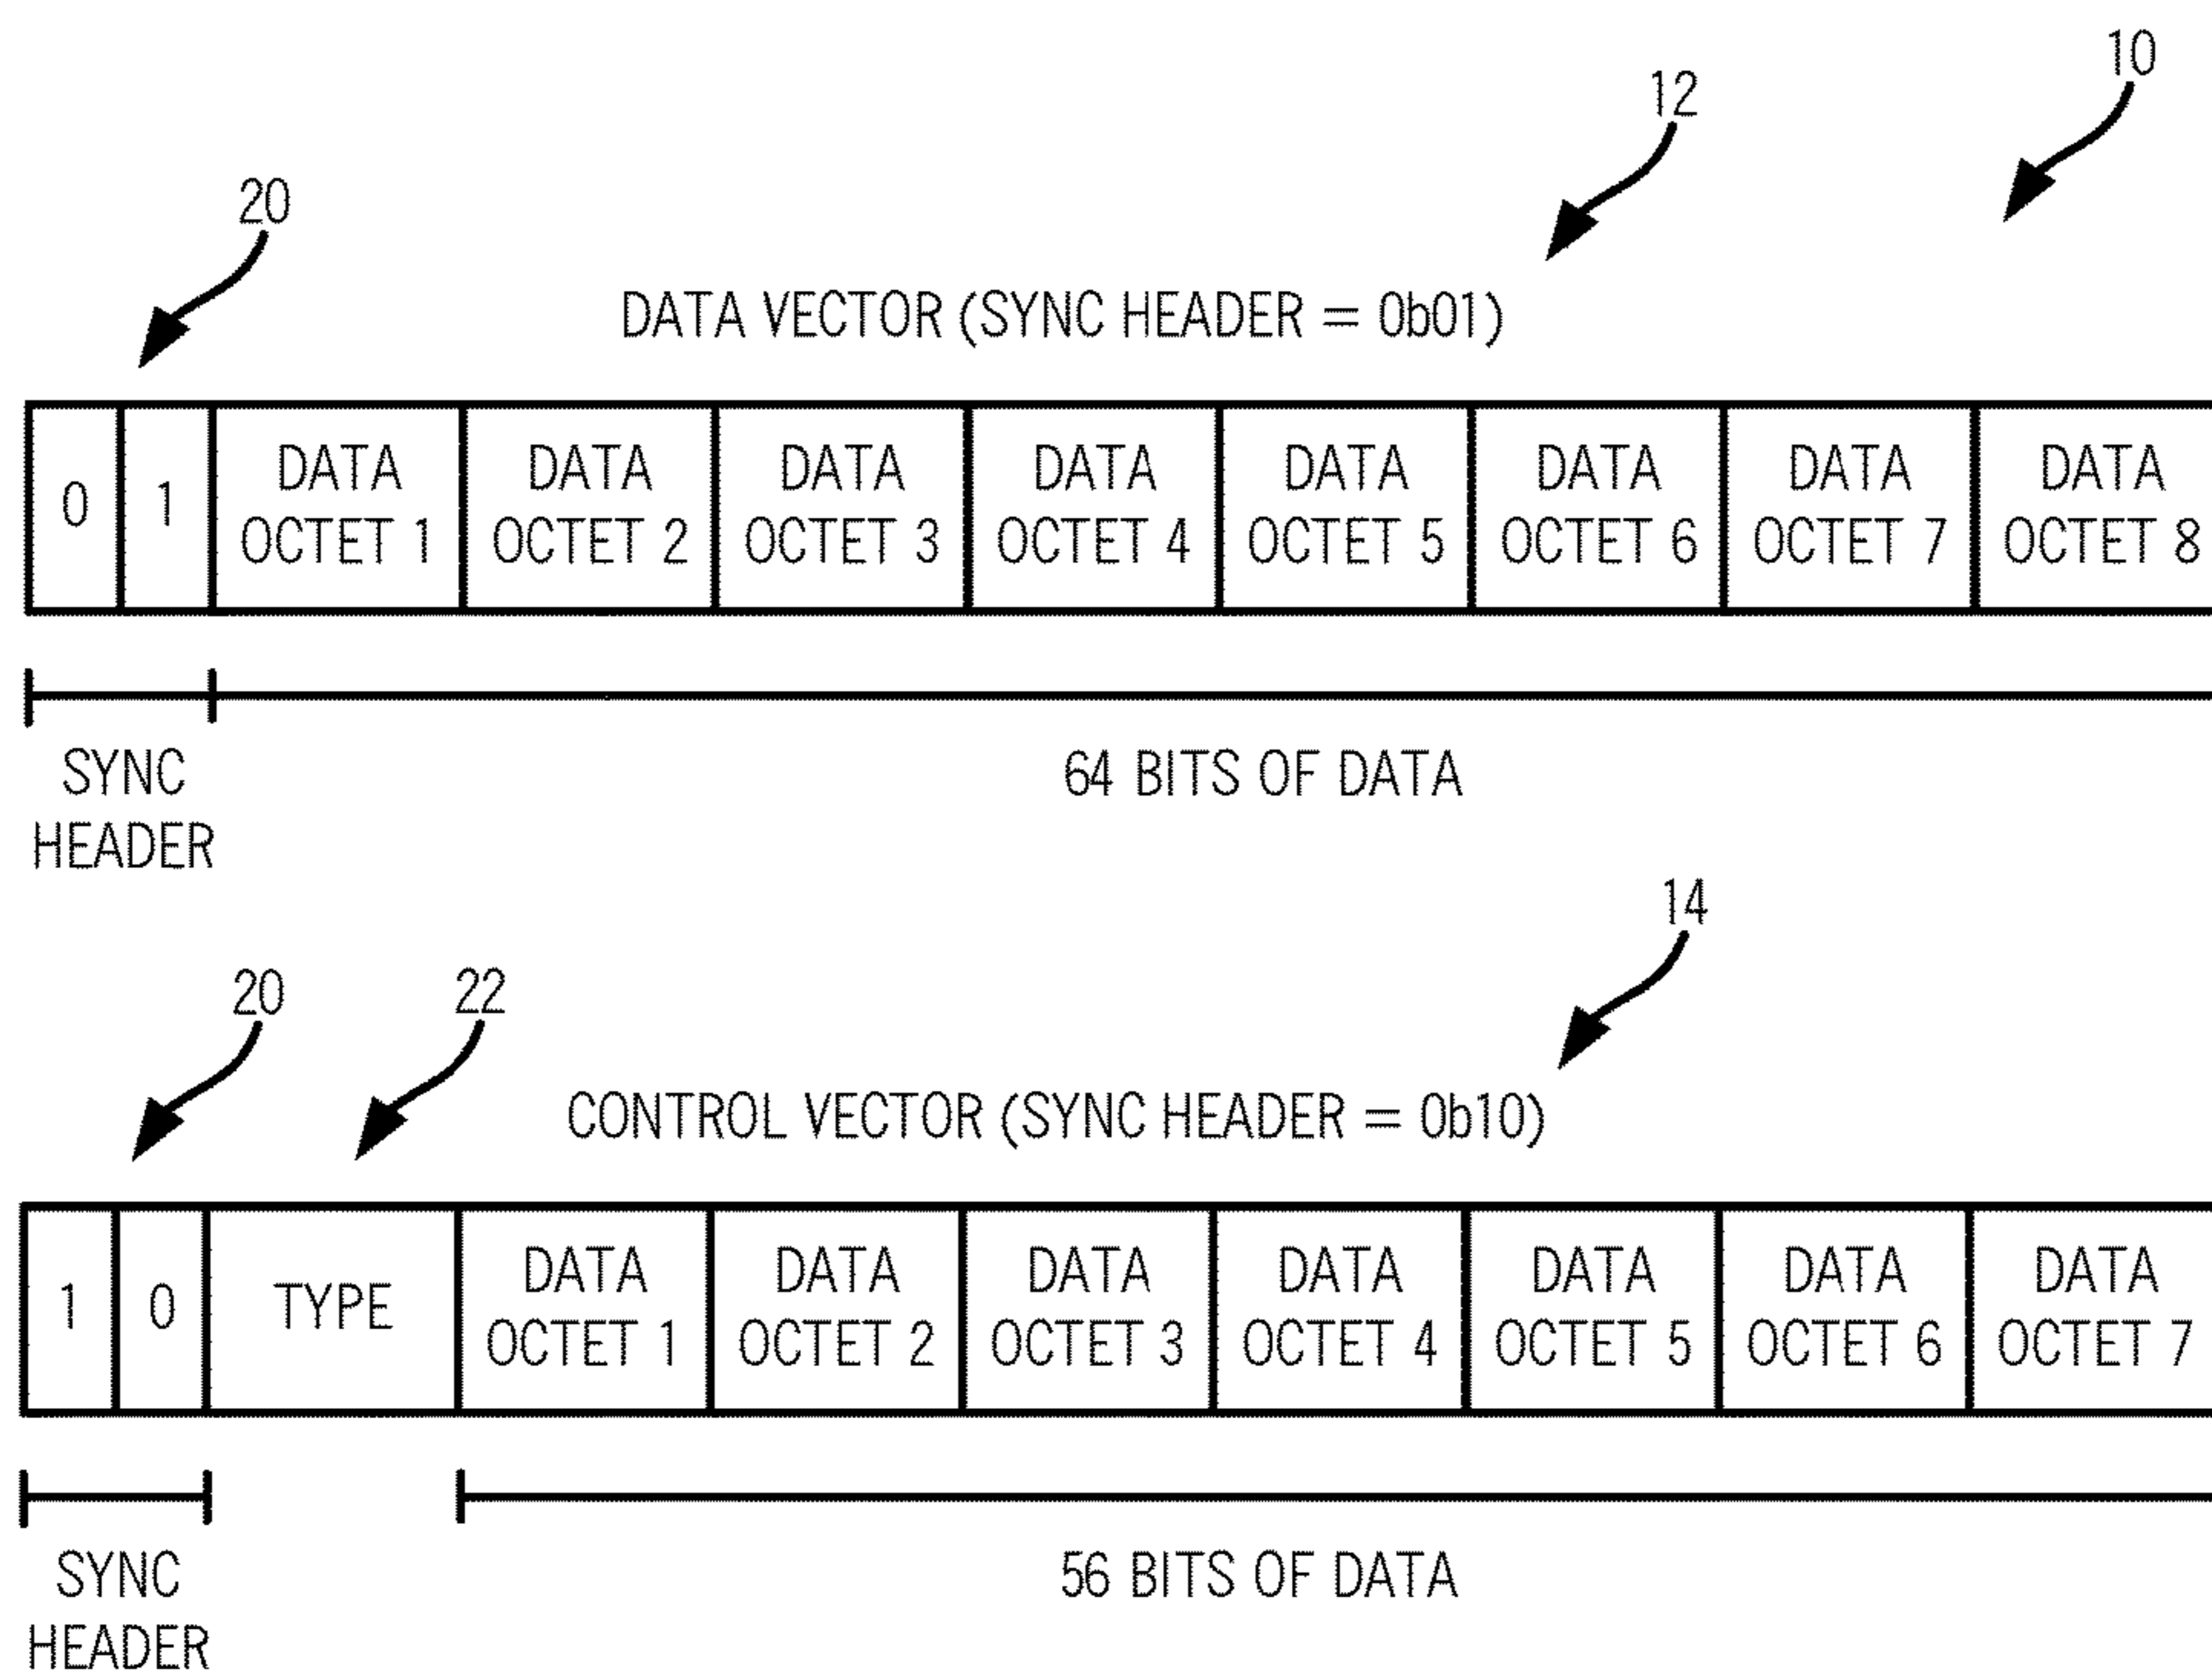 10
12
20
DATA VECTOR (SYNC HEADER = 0b01)
0 1 DATA DATA DATA DATA DATA DATA DATA DATA
OCTET 1 OCTET 2 OCTET 3 OCTET 4 OCTET 5 OCTET 6 OCTET 7 OCTET 8
SYNC
HEADER
64 BITS OF DATA
14
20
22
CONTROL VECTOR (SYNC HEADER = 0b10)
1 0 TYPE DATA DATA DATA DATA DATA DATA DATA
OCTET 1 OCTET 2 OCTET 3 OCTET 4 OCTET 5 OCTET 6 OCTET 7
SYNC
HEADER
56 BITS OF DATA